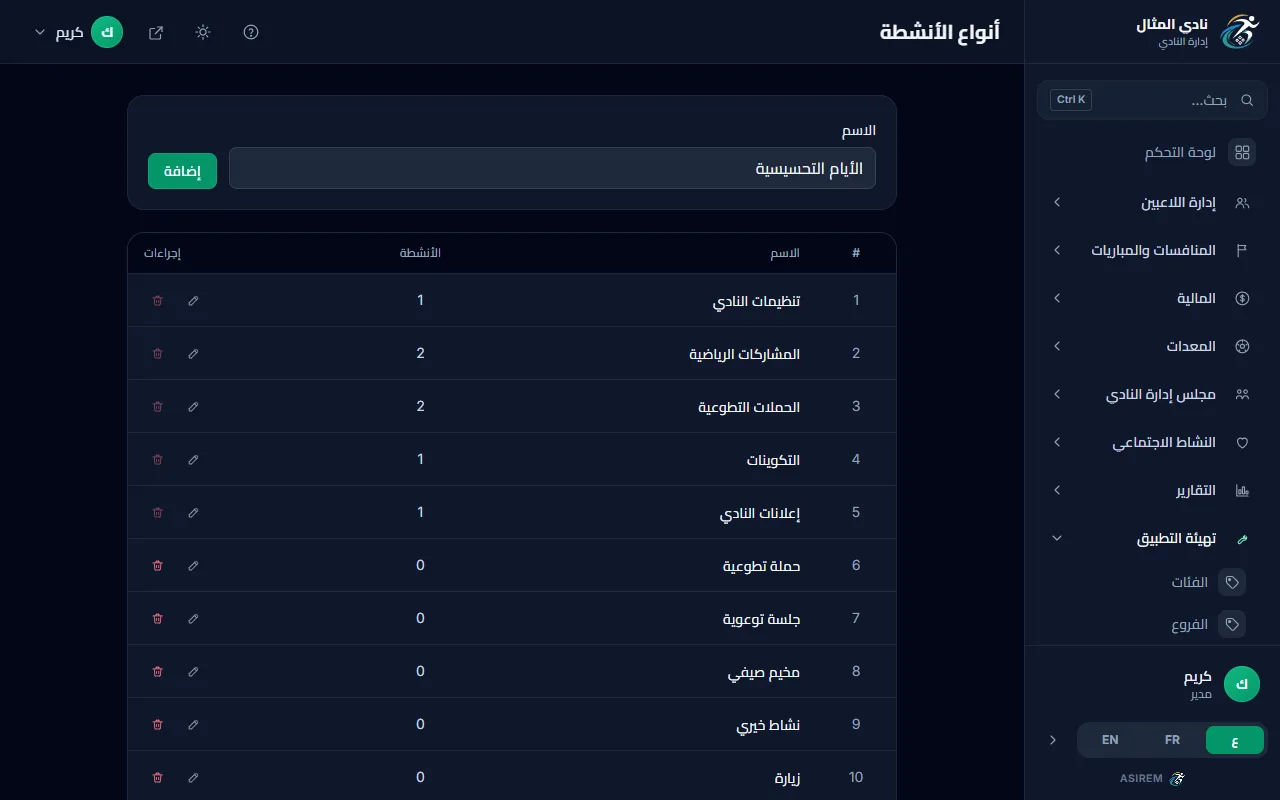 نادي المثال
إدارة النادي
بحث...
Ctrl K
لوحة التحكم
إدارة اللاعبين
المنافسات والمباريات
المالية
المعدات
مجلس إدارة النادي
النشاط الاجتماعي
التقارير
تهيئة التطبيق
الفئات
الفروع
ك
كريم
مدير
ع
FR
EN
ASIREM
أنواع الأنشطة
ك
كريم
الاسم
الأيام التحسيسية
إضافة
# الاسم الأنشطة إجراءات
1 تنظيمات النادي 1
2 المشاركات الرياضية 2
3 الحملات التطوعية 2
4 التكوينات 1
5 إعلانات النادي 1
6 حملة تطوعية 0
7 جلسة توعوية 0
8 مخيم صيفي 0
9 نشاط خيري 0
10 زيارة 0